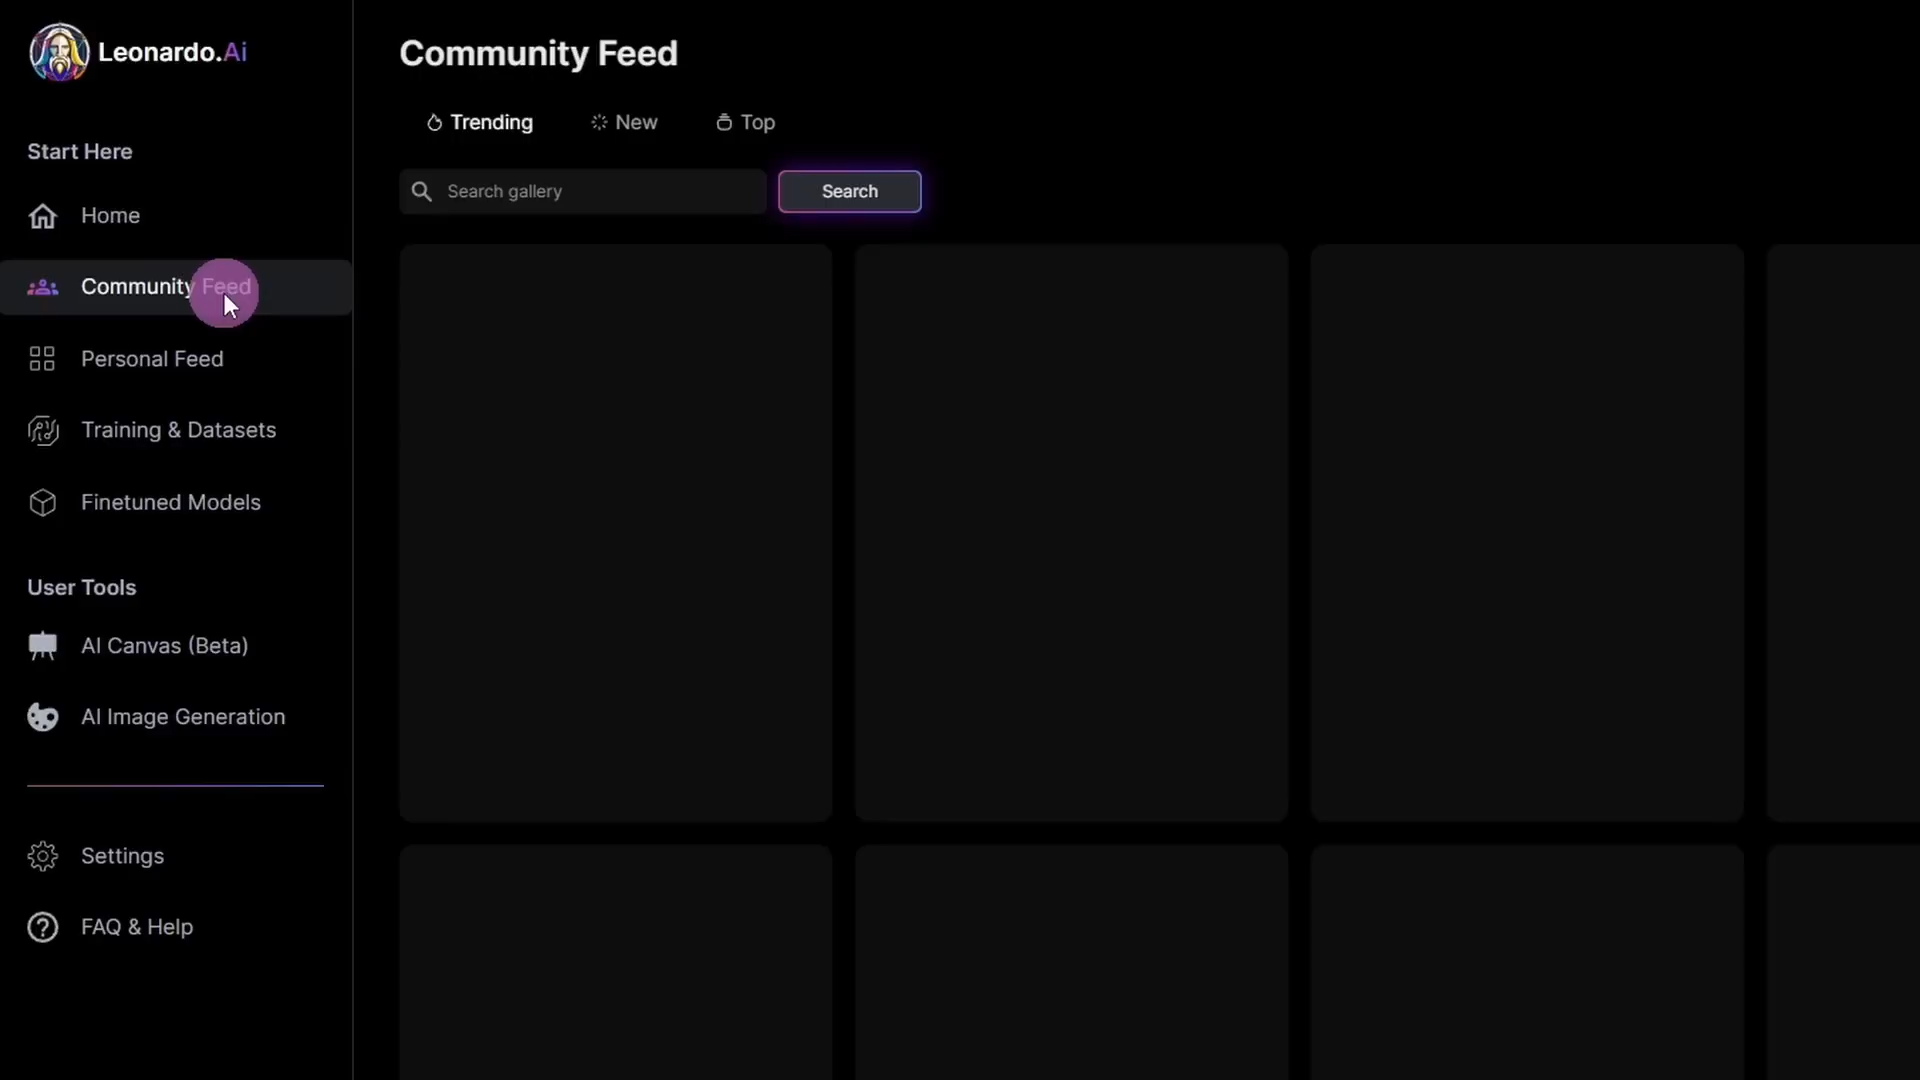 Leonardo.Ai
Start Here
Home
Community Feed
Personal Feed
Training & Datasets
Finetuned Models
User Tools
AI Canvas (Beta)
AI Image Generation
Settings
FAQ & Help
Community Feed
Trending New Top
Search gallery Search